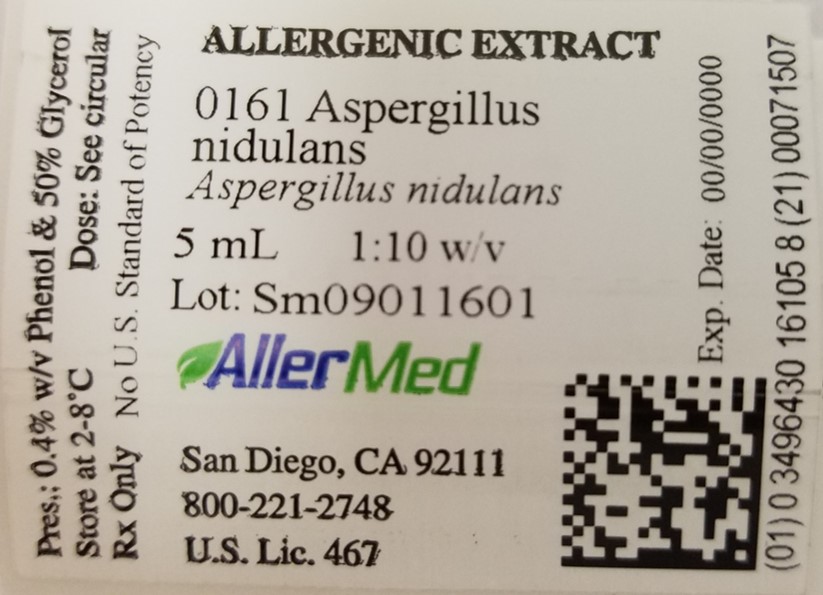 ALLERGENIC EXTRACT
0161 Aspergillus
nidulans
Aspergillus nidulans
5 mL 1:10 w/v
Lot: Sm09011601
AllerMed
San Diego, CA 92111
800-221-2748
U.S. Lic. 467
Pres.: 0.4% w/v Phenol & 50% Glycerol
Store at 2-8°C Dose: See circular
Rx Only No U.S. Standard of Potency
Exp. Date: 00/00/0000
(01) 0 3496430 16105 8 (21) 00071507